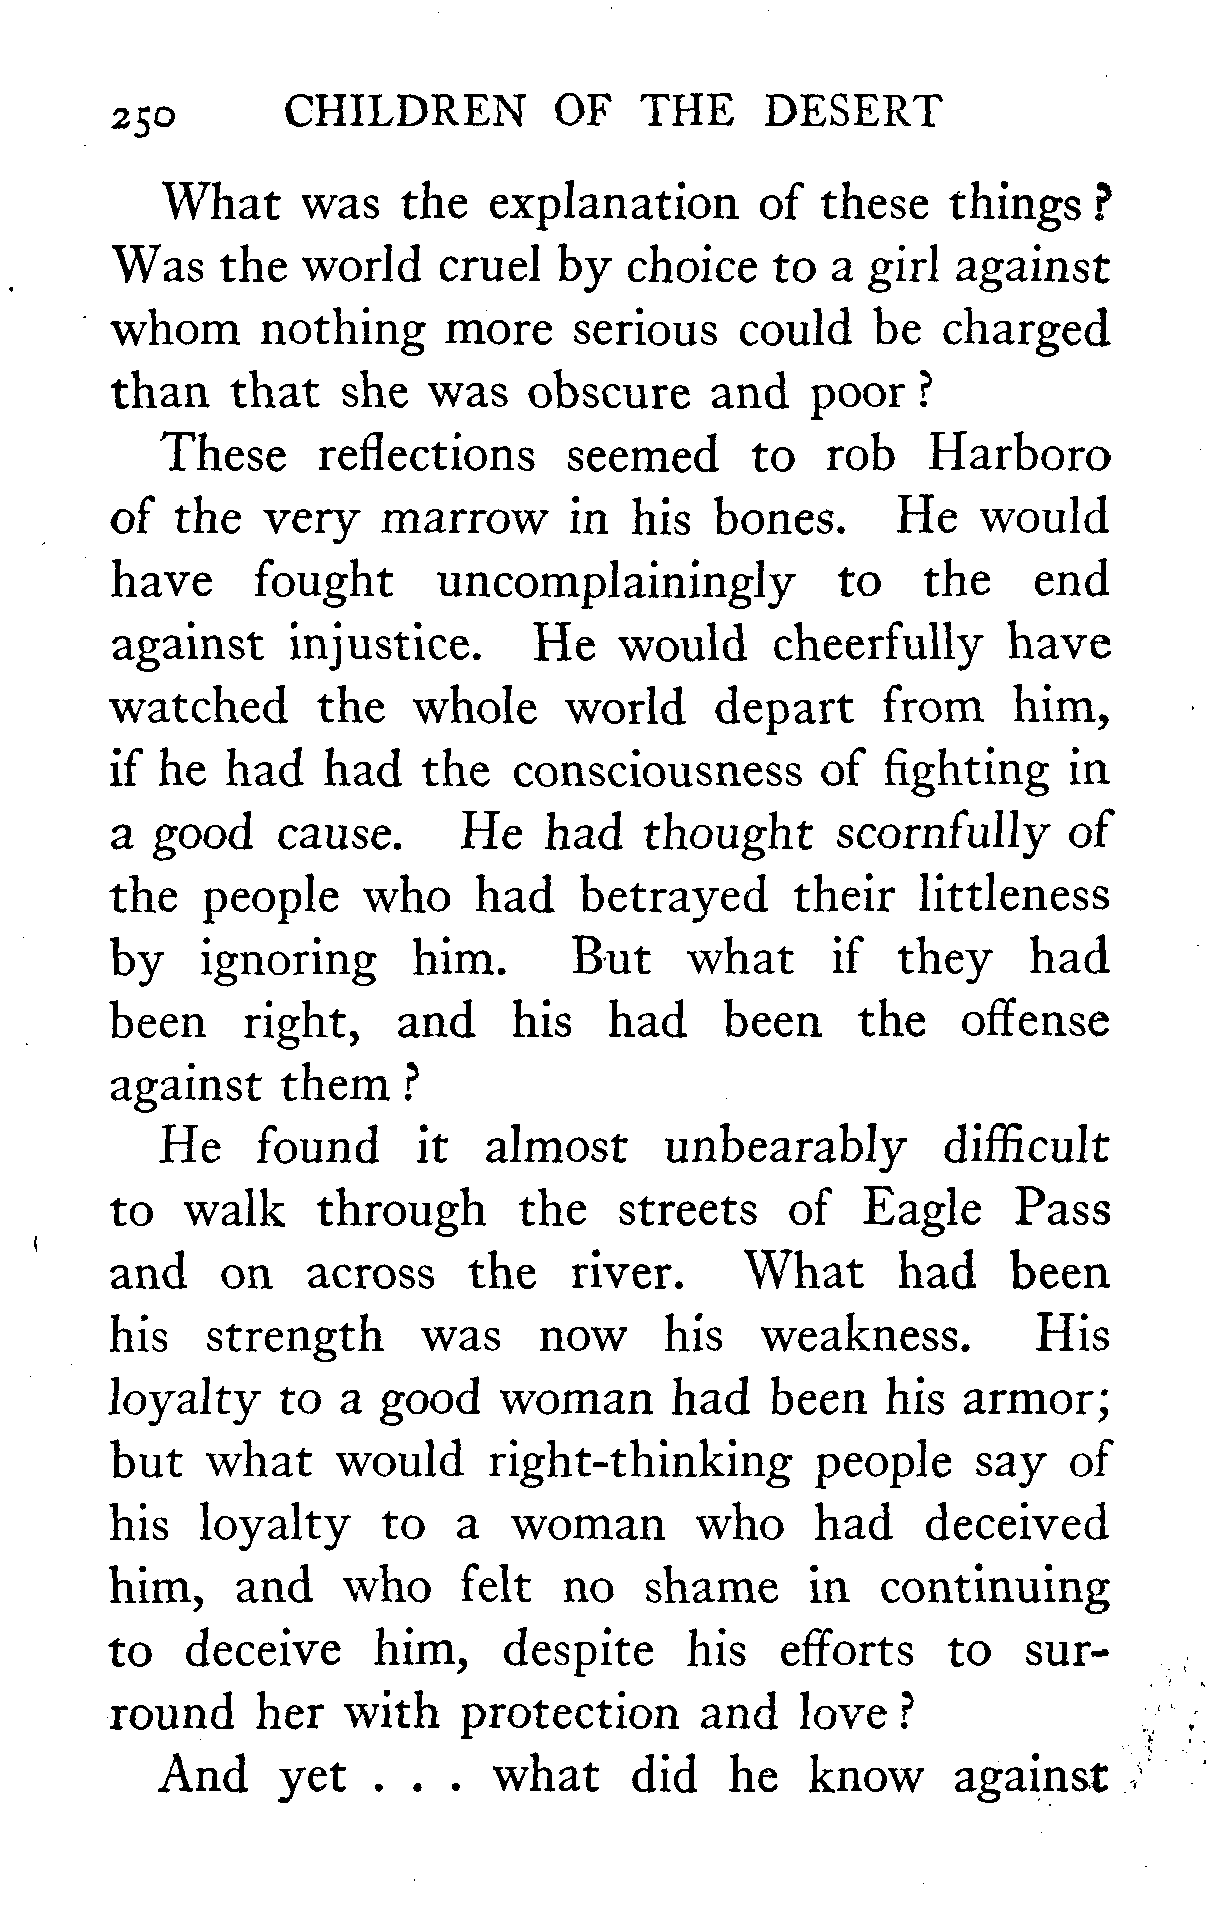 250 CHILDREN OF THE DESERT
What was the explanation of these things?
Was the world cruel by choice to a girl against
whom nothing more serious could be charged
than that she was obscure and poor?
These reflections seemed to rob Harboro
of the very marrow in his bones. He would
have fought uncomplainingly to the end
against injustice. He would cheerfully have
watched the whole world depart from him,
if he had had the consciousness of fighting in
a good cause. He had thought scornfully of
the people who had betrayed their littleness
by ignoring him. But what if they had
been right, and his had been the offense
against them?
He found it almost unbearably difficult
to walk through the streets of Eagle Pass
and on across the river. What had been
his strength was now his weakness. His
loyalty to a good woman had been his armor;
but what would right-thinking people say of
his loyalty to a woman who had deceived
him, and who felt no shame in continuing
to deceive him, despite his efforts to sur-
round her with protection and love?
And yet . . . what did he know against